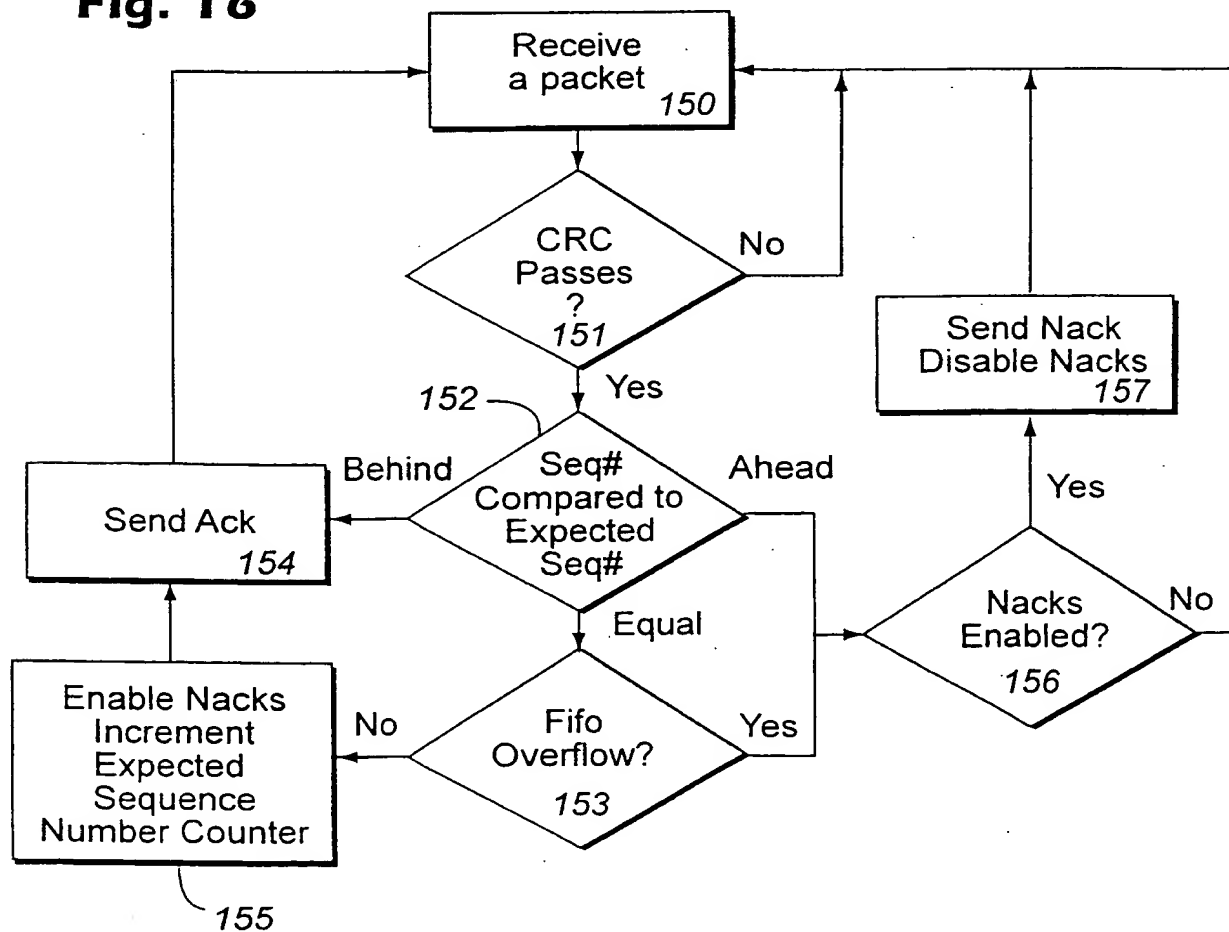 Fig. 16
Receive
a packet
150
CRC
Passes
?
151
No
Yes
152
Seq#
Compared to
Expected
Seq#
Behind
Ahead
Equal
Send Ack
154
Send Nack
Disable Nacks
157
Yes
Nacks
Enabled?
156
No
Fifo
Overflow?
153
No
Yes
Enable Nacks
Increment
Expected
Sequence
Number Counter
155